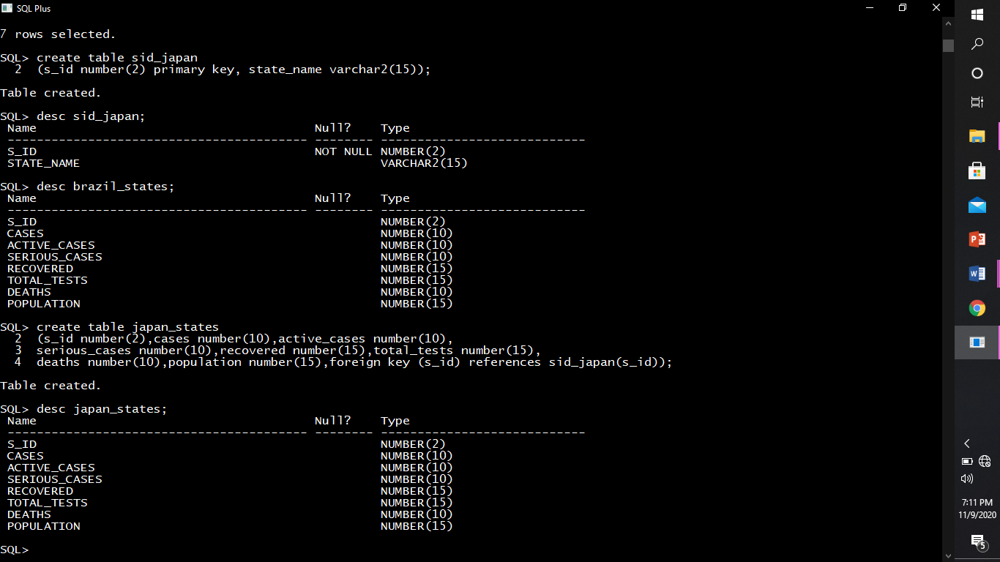 SQL Plus
7 rows selected.
SQL> create table sid_japan
  2  (s_id number(2) primary key, state_name varchar2(15));
Table created.
SQL> desc sid_japan;
 Name                                      Null?    Type
 ----------------------------------------- -------- ----------------------------
 S_ID                                      NOT NULL NUMBER(2)
 STATE_NAME                                         VARCHAR2(15)
SQL> desc brazil_states;
 Name                                      Null?    Type
 ----------------------------------------- -------- ----------------------------
 S_ID                                               NUMBER(2)
 CASES                                              NUMBER(10)
 ACTIVE_CASES                                       NUMBER(10)
 SERIOUS_CASES                                      NUMBER(10)
 RECOVERED                                          NUMBER(15)
 TOTAL_TESTS                                        NUMBER(15)
 DEATHS                                             NUMBER(10)
 POPULATION                                         NUMBER(15)
SQL> create table japan_states
  2  (s_id number(2),cases number(10),active_cases number(10),
  3  serious_cases number(10),recovered number(15),total_tests number(15),
  4  deaths number(10),population number(15),foreign key (s_id) references sid_japan(s_id));
Table created.
SQL> desc japan_states;
 Name                                      Null?    Type
 ----------------------------------------- -------- ----------------------------
 S_ID                                               NUMBER(2)
 CASES                                              NUMBER(10)
 ACTIVE_CASES                                       NUMBER(10)
 SERIOUS_CASES                                      NUMBER(10)
 RECOVERED                                          NUMBER(15)
 TOTAL_TESTS                                        NUMBER(15)
 DEATHS                                             NUMBER(10)
 POPULATION                                         NUMBER(15)
SQL>
7:11 PM
11/9/2020
5